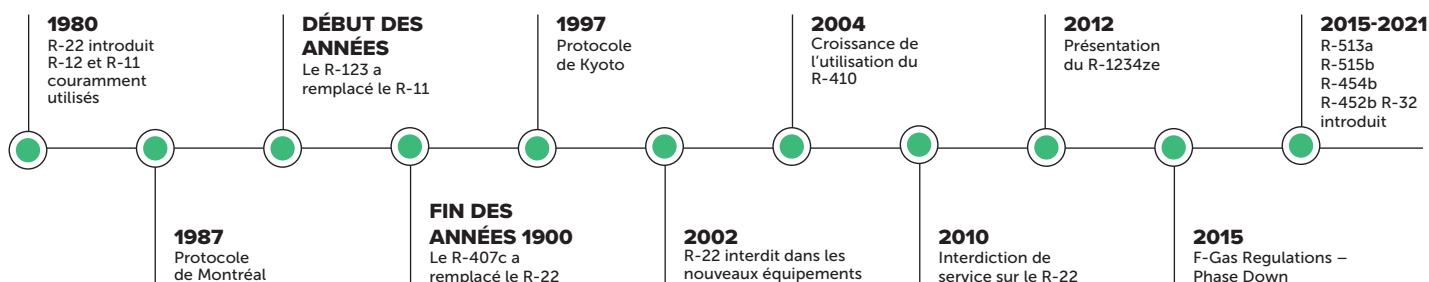 1980
R-22 introduit
R-12 et R-11
couramment
utilisés
1987
Protocole
de Montréal
DÉBUT DES
ANNÉES
Le R-123 a
remplacé le R-11
FIN DES
ANNÉES 1900
Le R-407c a
remplacé le R-22
1997
Protocole
de Kyoto
2002
R-22 interdit dans les
nouveaux équipements
2004
Croissance de
l'utilisation du
R-410
2010
Interdiction de
service sur le R-22
2012
Présentation
du R-1234ze
2015
F-Gas Regulations –
Phase Down
2015-2021
R-513a
R-515b
R-454b
R-452b R-32
introduit